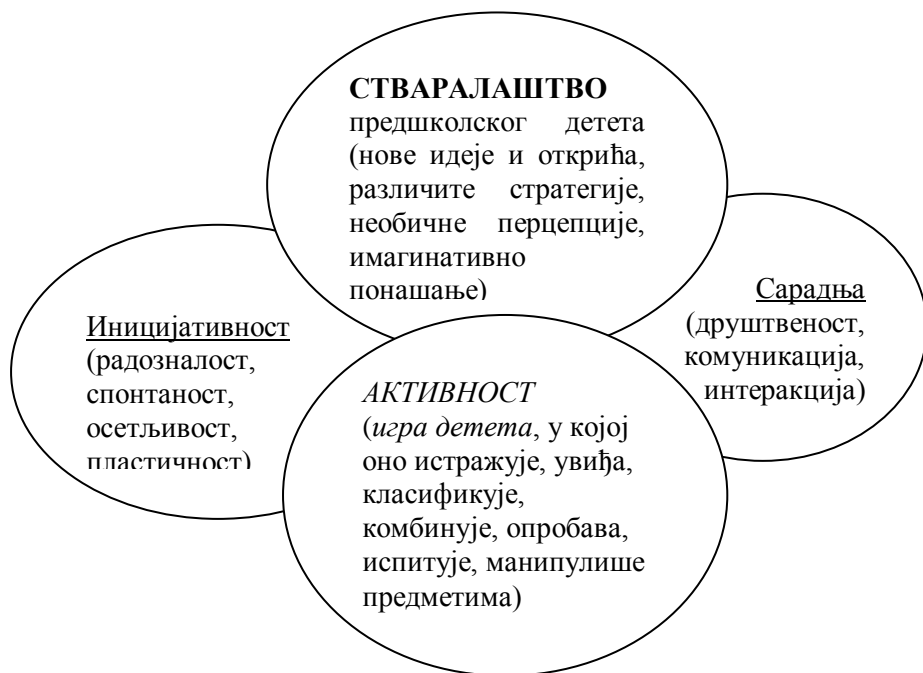 СТВАРАЛАШТВО
предшколског детета
(нове идеје и открића,
различите стратегије,
необичне перцепције,
имагинативно
понашање)
Иницијативност
(радозналост,
спонтаност,
осетљивост,
пластичност)
Сарадња
(друштвеност,
комуникација,
интеракција)
АКТИВНОСТ
(игра детета, у којој
оно истражује, увиђа,
класификује,
комбинује, опробава,
испитује, манипулише
предметима)